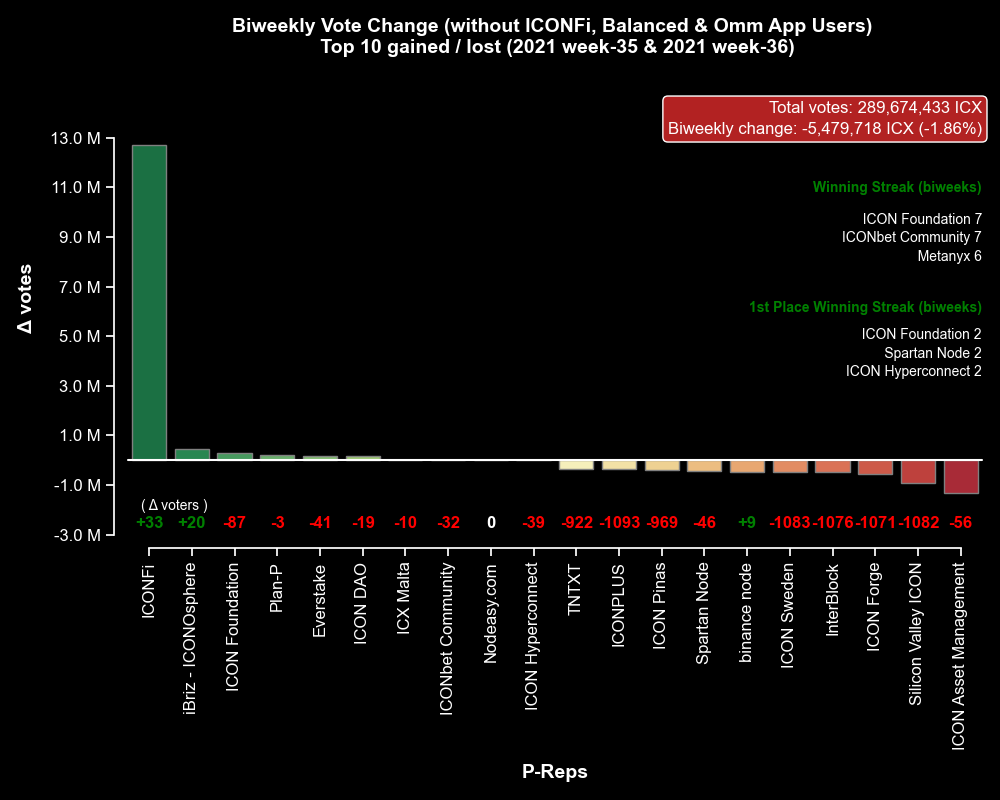 Biweekly Vote Change (without ICONFi, Balanced & Omm App Users)
Top 10 gained / lost (2021 week-35 & 2021 week-36)
Total votes: 289,674,433 ICX
Biweekly change: -5,479,718 ICX (-1.86%)
Winning Streak (biweeks)
ICON Foundation 7
ICONbet Community 7
Metanyx 6
1st Place Winning Streak (biweeks)
ICON Foundation 2
Spartan Node 2
ICON Hyperconnect 2
Δ votes
13.0 M
11.0 M
9.0 M
7.0 M
5.0 M
3.0 M
1.0 M
-1.0 M
-3.0 M
( Δ voters )
+33 +20 -87 -3 -41 -19 -10 -32 0 -39 -922 -1093 -969 -46 +9 -1083 -1076 -1071 -1082 -56
ICONFi
iBriz - ICONOsphere
ICON Foundation
Plan-P
Everstake
ICON DAO
ICX Malta
ICONbet Community
Nodeasy.com
ICON Hyperconnect
TNTXT
ICONPLUS
ICON Pinas
Spartan Node
binance node
ICON Sweden
InterBlock
ICON Forge
Silicon Valley ICON
ICON Asset Management
P-Reps